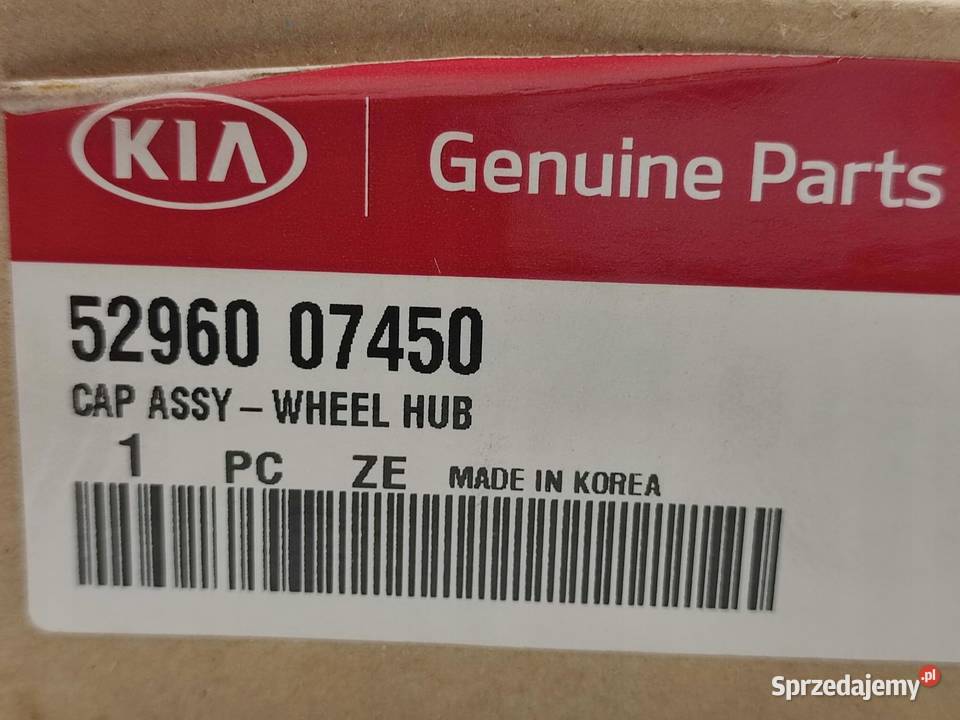 KIA
Genuine Parts
52960 07450
CAP ASSY – WHEEL HUB
1 PC ZE MADE IN KOREA
Sprzedajemy.pl